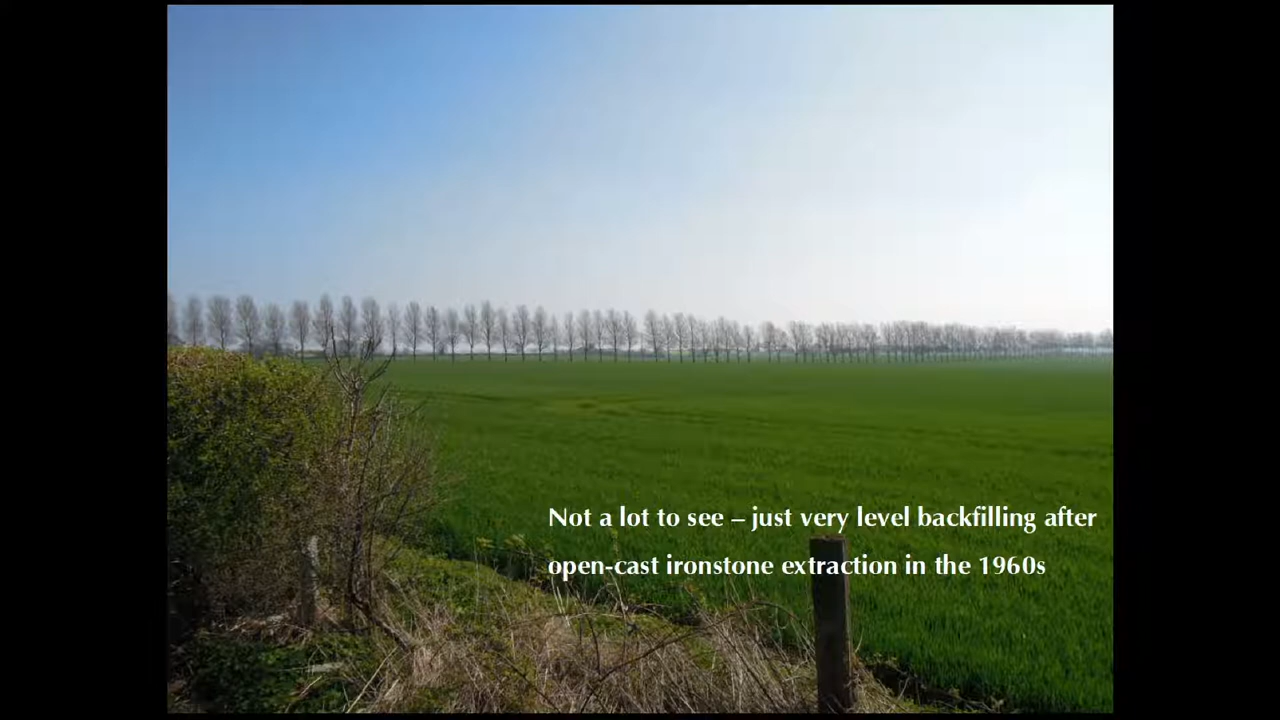 Not a lot to see – just very level backfilling after
open-cast ironstone extraction in the 1960s